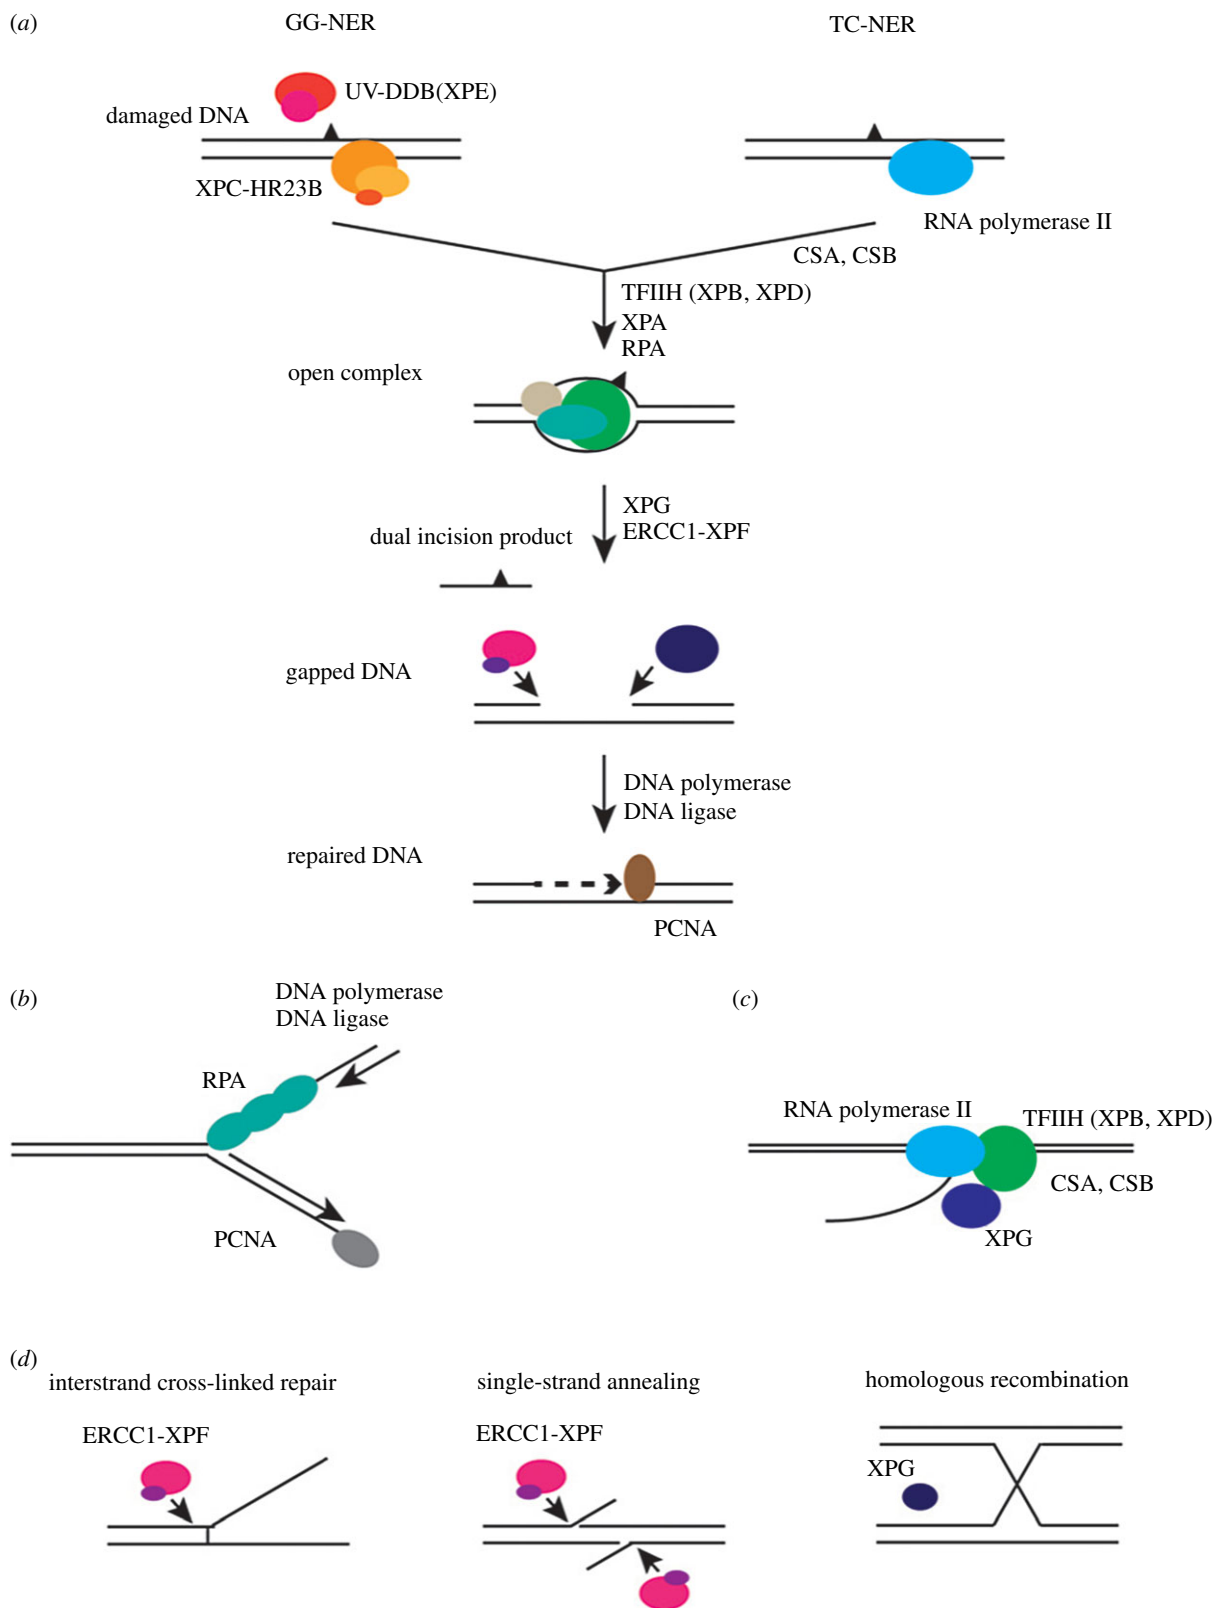 (a)
GG-NER
TC-NER
UV-DDB(XPE)
damaged DNA
XPC-HR23B
RNA polymerase II
CSA, CSB
TFIIH (XPB, XPD)
XPA
RPA
open complex
XPG
ERCC1-XPF
dual incision product
gapped DNA
DNA polymerase
DNA ligase
repaired DNA
PCNA
(b)
DNA polymerase
DNA ligase
RPA
PCNA
(c)
RNA polymerase II
TFIIH (XPB, XPD)
CSA, CSB
XPG
(d)
interstrand cross-linked repair
ERCC1-XPF
single-strand annealing
ERCC1-XPF
homologous recombination
XPG